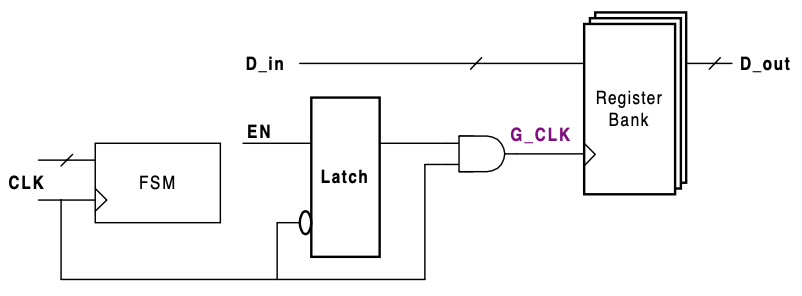 D_in
D_out
Register
Bank
EN
G_CLK
FSM
Latch
CLK